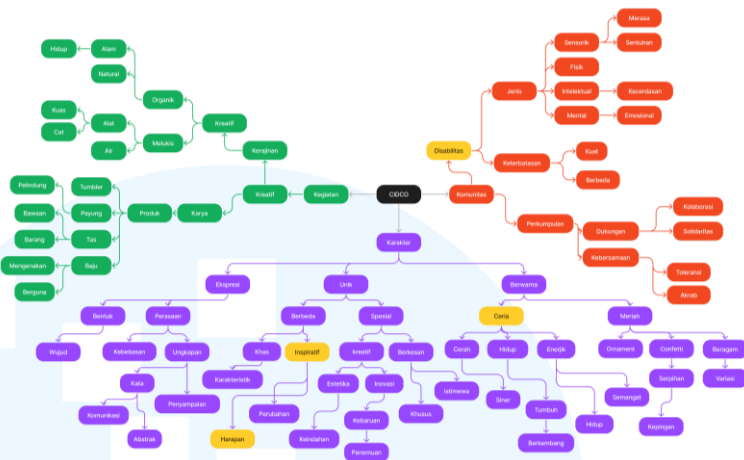 Merasa
Sensorik
Sentuhan
Hidup
Alam
Fisik
Natural
Jenis
Intelektual
Kecerdasan
Organik
Kuas
Alat
Mental
Emosional
Cat
Kreatif
Melukis
Air
Kerajinan
Disabilitas
Keterbatasan
Kuat
Berbeda
Pelindung
Tumbler
Kreatif
Kegiatan
CIDCO
Komunitas
Bawaan
Payung
Produk
Karya
Kolaborasi
Perkumpulan
Dukungan
Solidaritas
Barang
Tas
Karakter
Kebersamaan
Mengenakan
Baju
Toleransi
Berguna
Akrab
Ekspresi
Unik
Berwarna
Bentuk
Perasaan
Berbeda
Spesial
Ceria
Meriah
Wujud
Kebebasan
Ungkapan
Khas
Inspiratif
kreatif
Berkesan
Cerah
Hidup
Enerjik
Ornament
Confetti
Beragam
Kata
Karakteristik
Estetika
Inovasi
istimewa
Serpihan
Variasi
Komunikasi
Penyampaian
Perubahan
Kebaruan
Khusus
Sinar
Tumbuh
Semangat
Abstrak
Harapan
Keindahan
Penemuan
Berkembang
Hidup
Kepingan